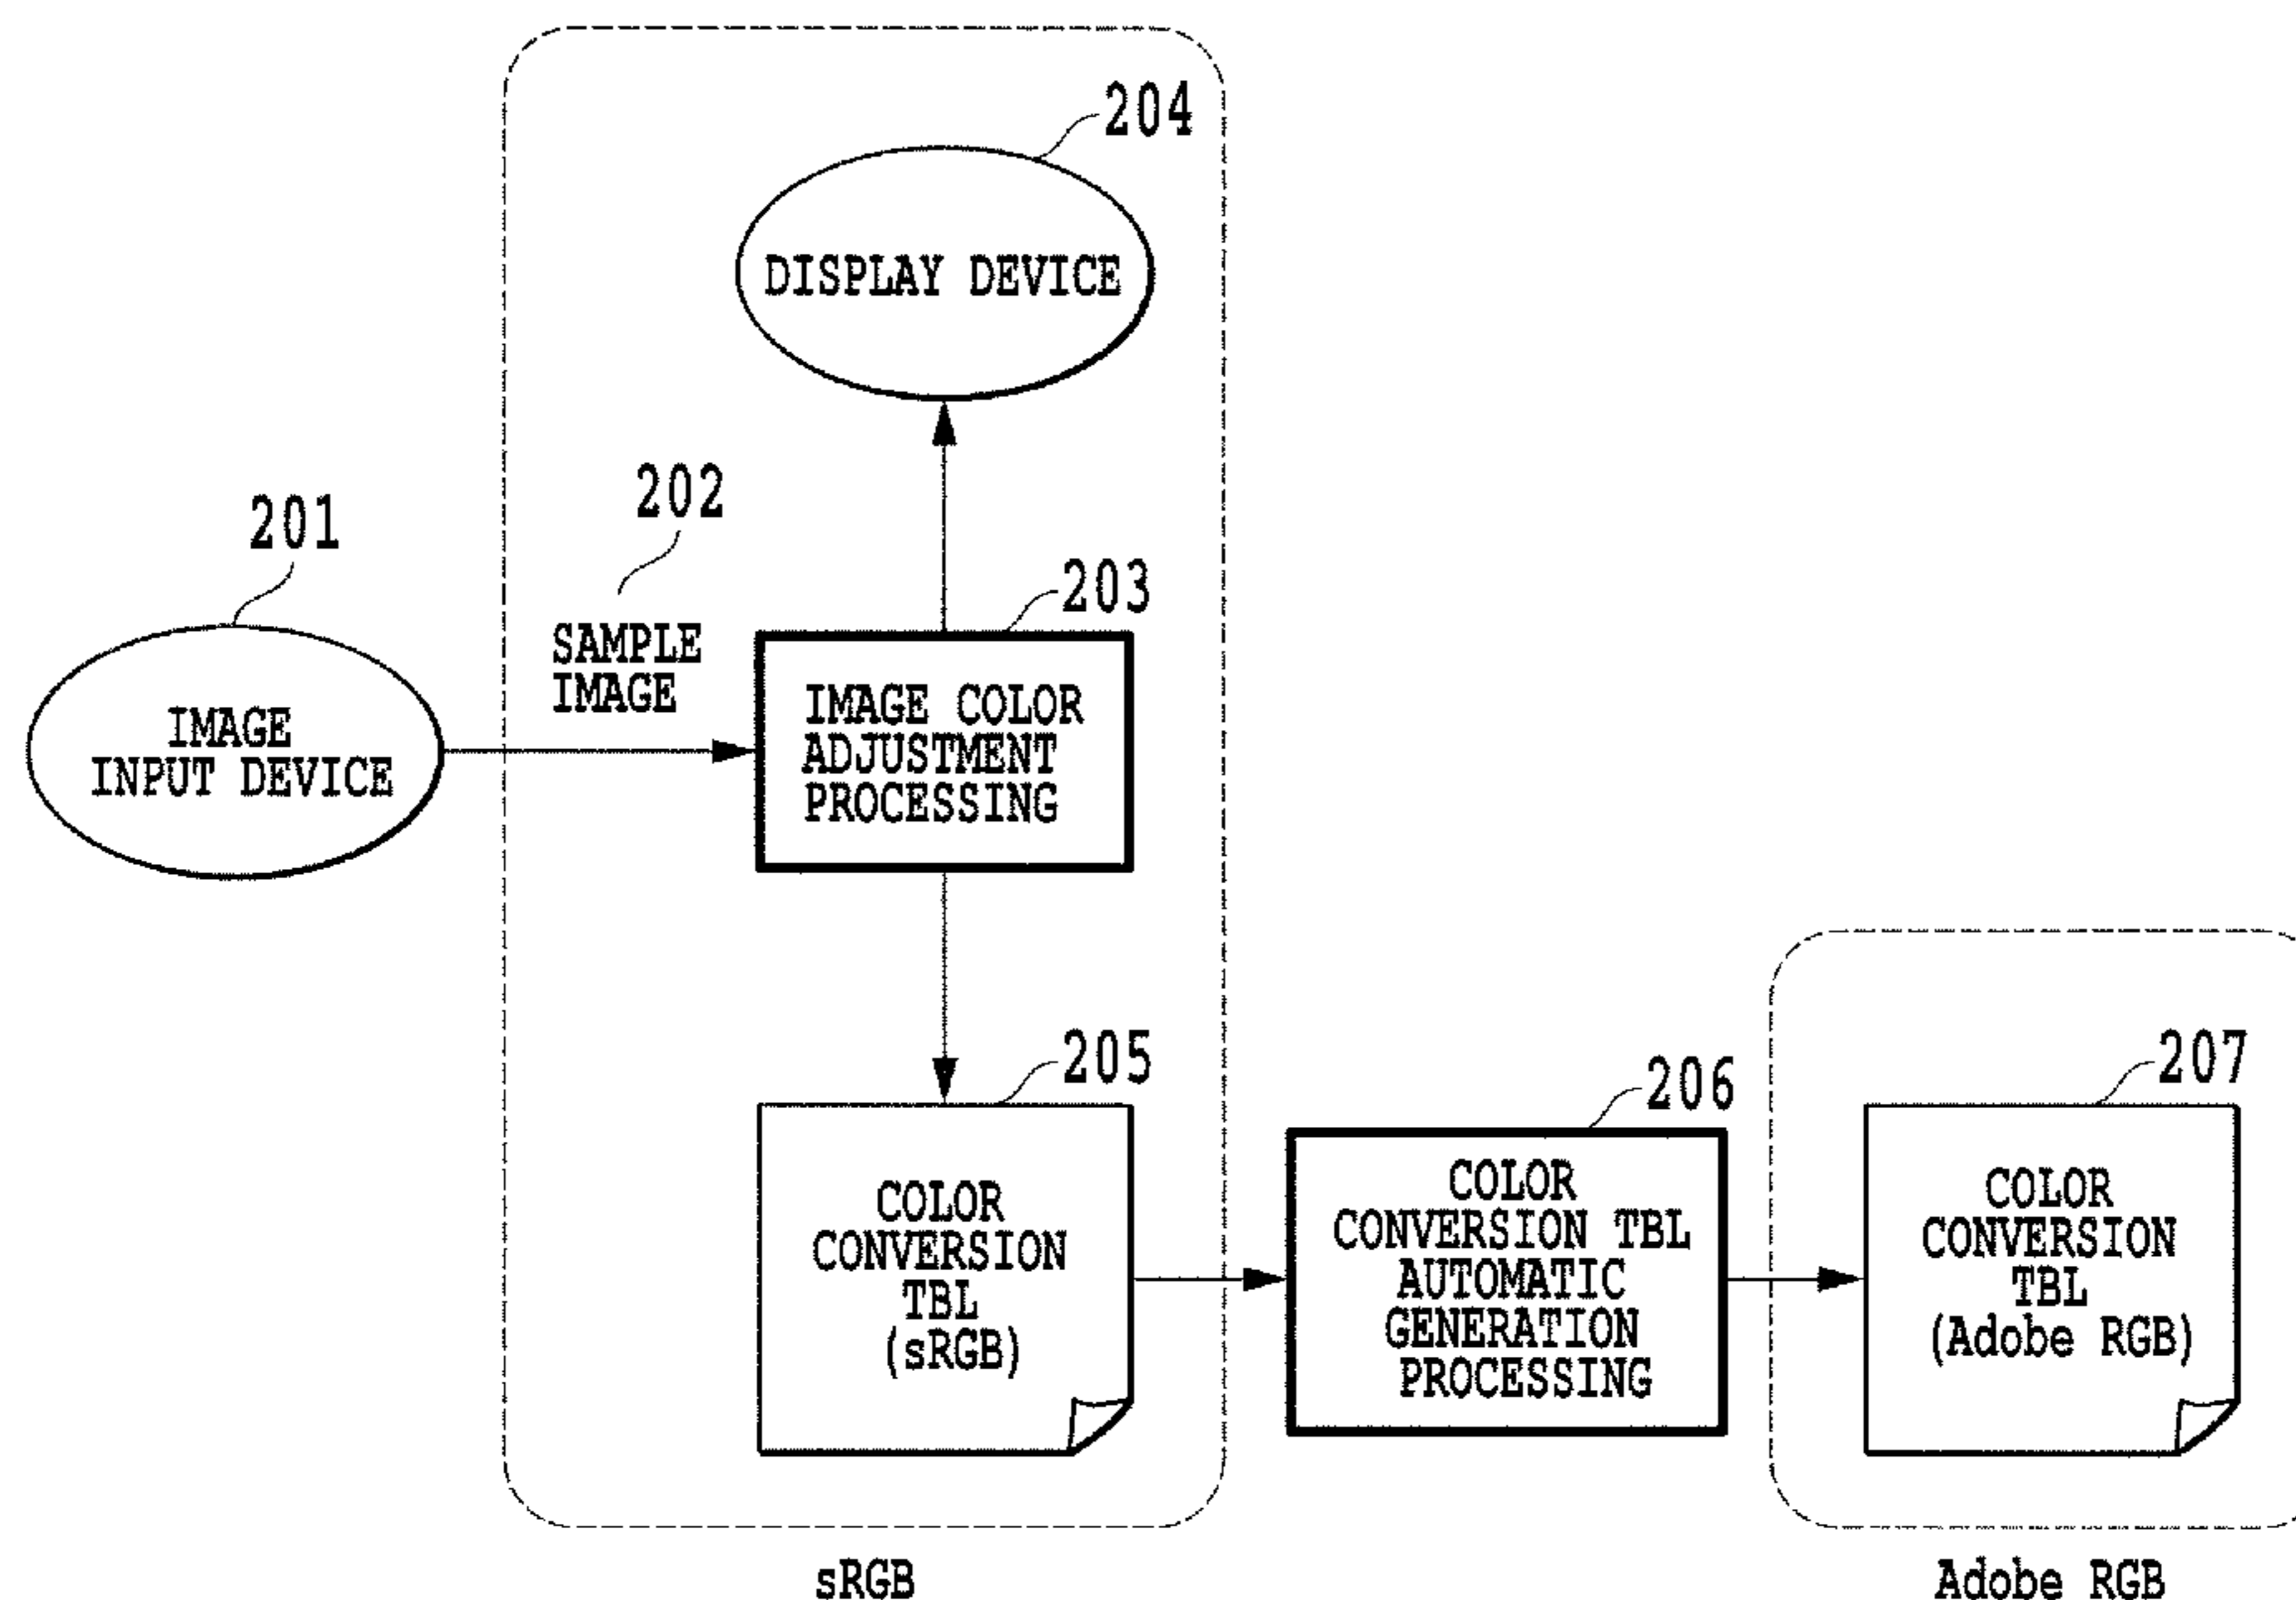 204
DISPLAY DEVICE
202
201
203
SAMPLE
IMAGE
IMAGE COLOR
ADJUSTMENT
PROCESSING
IMAGE
INPUT DEVICE
205
206
207
COLOR
CONVERSION
TBL
(sRGB)
COLOR
CONVERSION TBL
AUTOMATIC
GENERATION
PROCESSING
COLOR
CONVERSION
TBL
(Adobe RGB)
sRGB
Adobe RGB